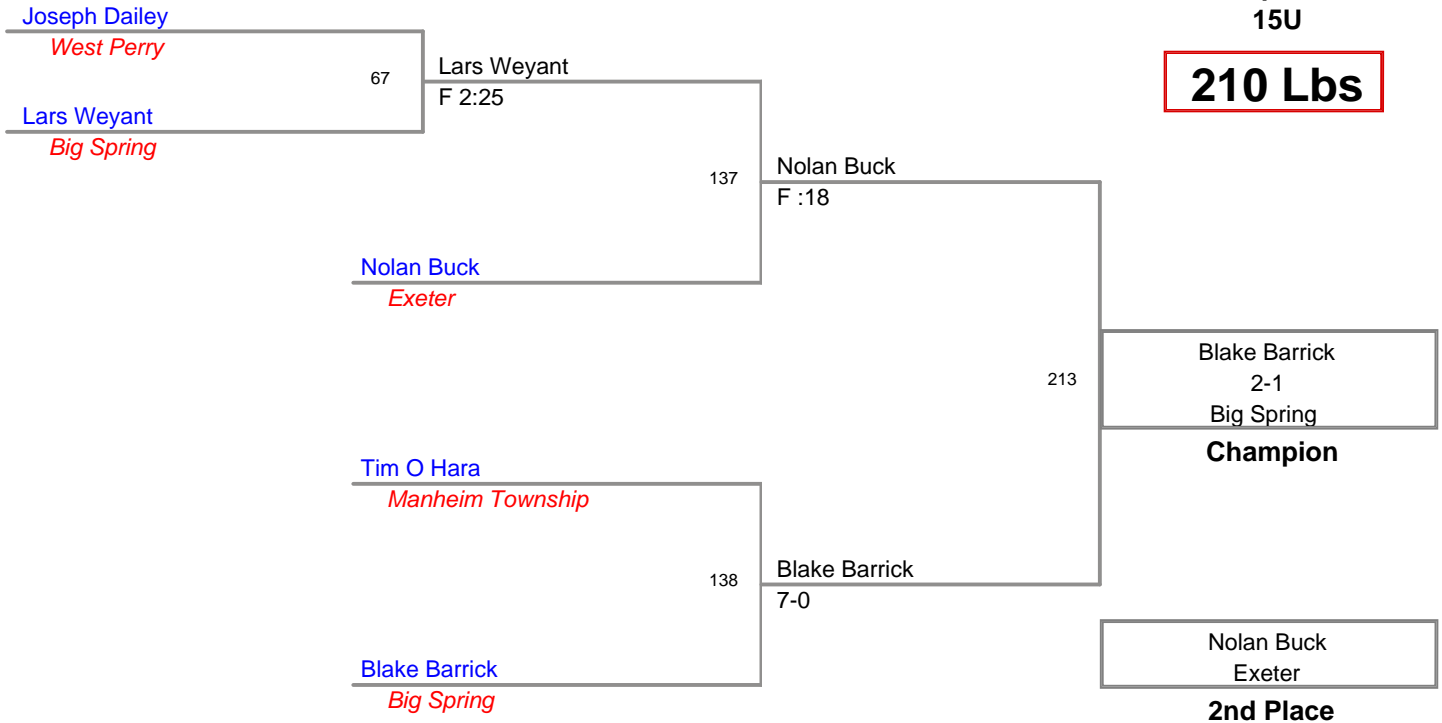 Joseph Dailey
West Perry
67
Lars Weyant
F 2:25
Lars Weyant
Big Spring
15U
210 Lbs
137
Nolan Buck
F :18
Nolan Buck
Exeter
213
Blake Barrick
2-1
Big Spring
Champion
Tim O Hara
Manheim Township
138
Blake Barrick
7-0
Blake Barrick
Big Spring
Nolan Buck
Exeter
2nd Place